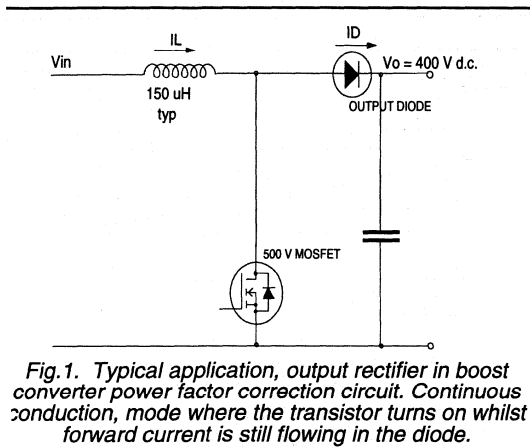 IL
ID
Vin
Vo = 400 V d.c.
150 uH
typ
OUTPUT DIODE
500 V MOSFET
Fig.1. Typical application, output rectifier in boost
converter power factor correction circuit. Continuous
conduction, mode where the transistor turns on whilst
forward current is still flowing in the diode.